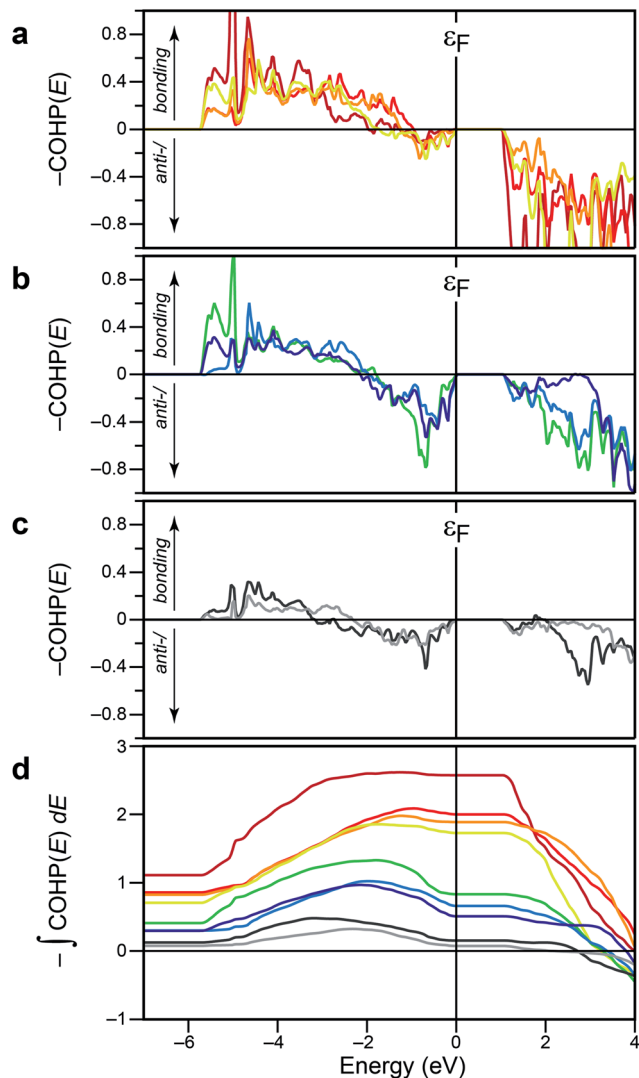 a
0.8
0.4
0
–0.4
–0.8
–COHP(E)
bonding
anti-/
εF
b
0.8
0.4
0
–0.4
–0.8
–COHP(E)
bonding
anti-/
εF
c
0.8
0.4
0
–0.4
–0.8
–COHP(E)
bonding
anti-/
εF
d
3
2
1
0
–1
– ∫ COHP(E) dE
–6
–4
–2
0
2
4
Energy (eV)